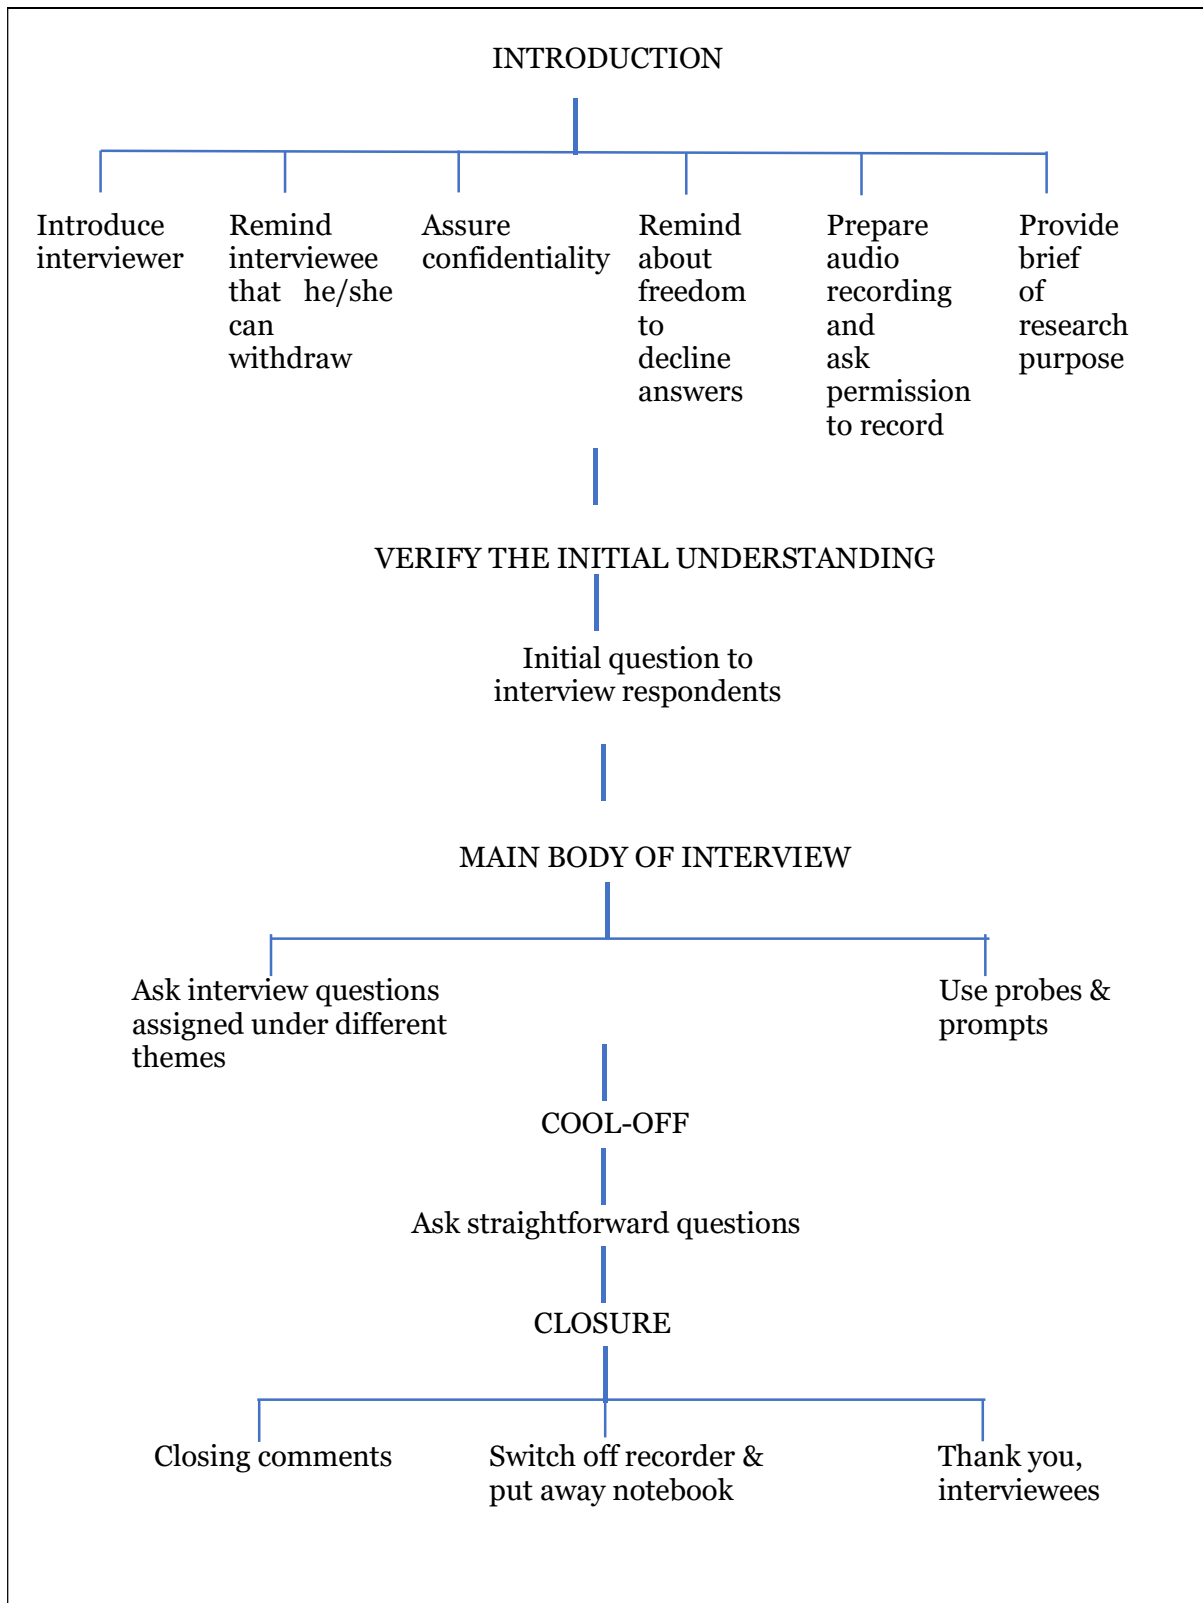 INTRODUCTION
Introduce
interviewer
Remind
interviewee
that he/she
can
withdraw
Assure
confidentiality
Remind
about
freedom
to
decline
answers
Prepare
audio
recording
and
ask
permission
to record
Provide
brief
of
research
purpose
VERIFY THE INITIAL UNDERSTANDING
Initial question to
interview respondents
MAIN BODY OF INTERVIEW
Ask interview questions
assigned under different
themes
Use probes &
prompts
COOL-OFF
Ask straightforward questions
CLOSURE
Closing comments
Switch off recorder &
put away notebook
Thank you,
interviewees